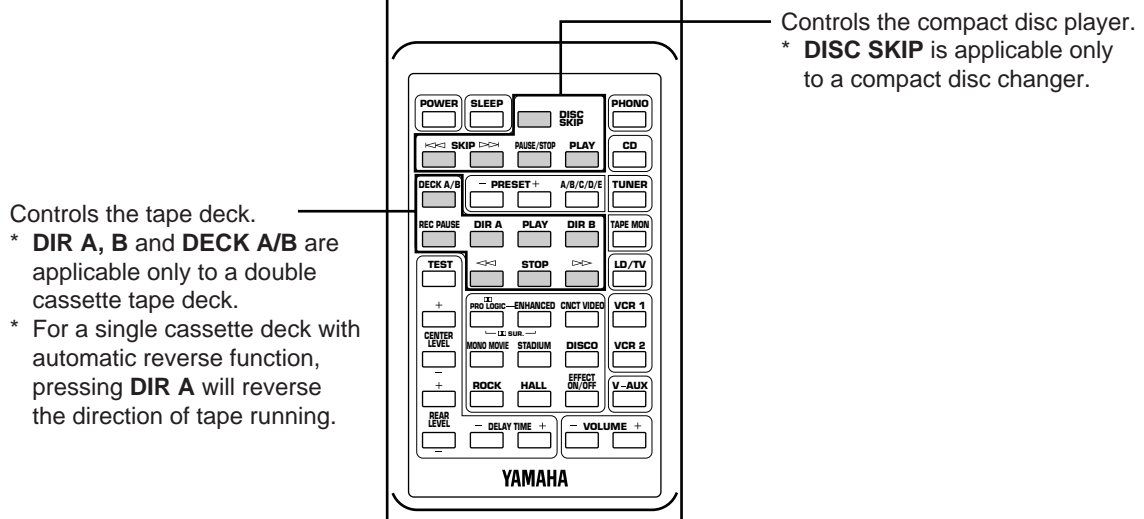 Controls the compact disc player.
* DISC SKIP is applicable only
to a compact disc changer.
Controls the tape deck.
* DIR A, B and DECK A/B are
applicable only to a double
cassette tape deck.
* For a single cassette deck with
automatic reverse function,
pressing DIR A will reverse
the direction of tape running.
POWER SLEEP DISC SKIP PHONO
SKIP PAUSE/STOP PLAY CD
DECK A/B – PRESET + A/B/C/D/E TUNER
REC PAUSE DIR A PLAY DIR B TAPE MON
TEST STOP LD/TV
+ PRO LOGIC ENHANCED CNCT VIDEO VCR 1
SUR.
CENTER LEVEL MONO MOVIE STADIUM DISCO VCR 2
–
+ ROCK HALL EFFECT ON/OFF V–AUX
REAR LEVEL – DELAY TIME + – VOLUME +
–
YAMAHA